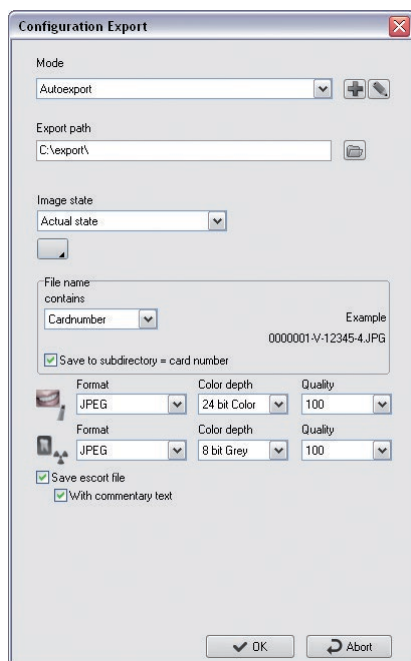 Configuration Export
Mode
Autoexport
Export path
C:\export\
Image state
Actual state
File name
contains
Cardnumber
Example
0000001-V-12345-4.JPG
Save to subdirectory = card number
Format Color depth Quality
JPEG 24 bit Color 100
Format Color depth Quality
JPEG 8 bit Grey 100
Save escort file
With commentary text
OK Abort